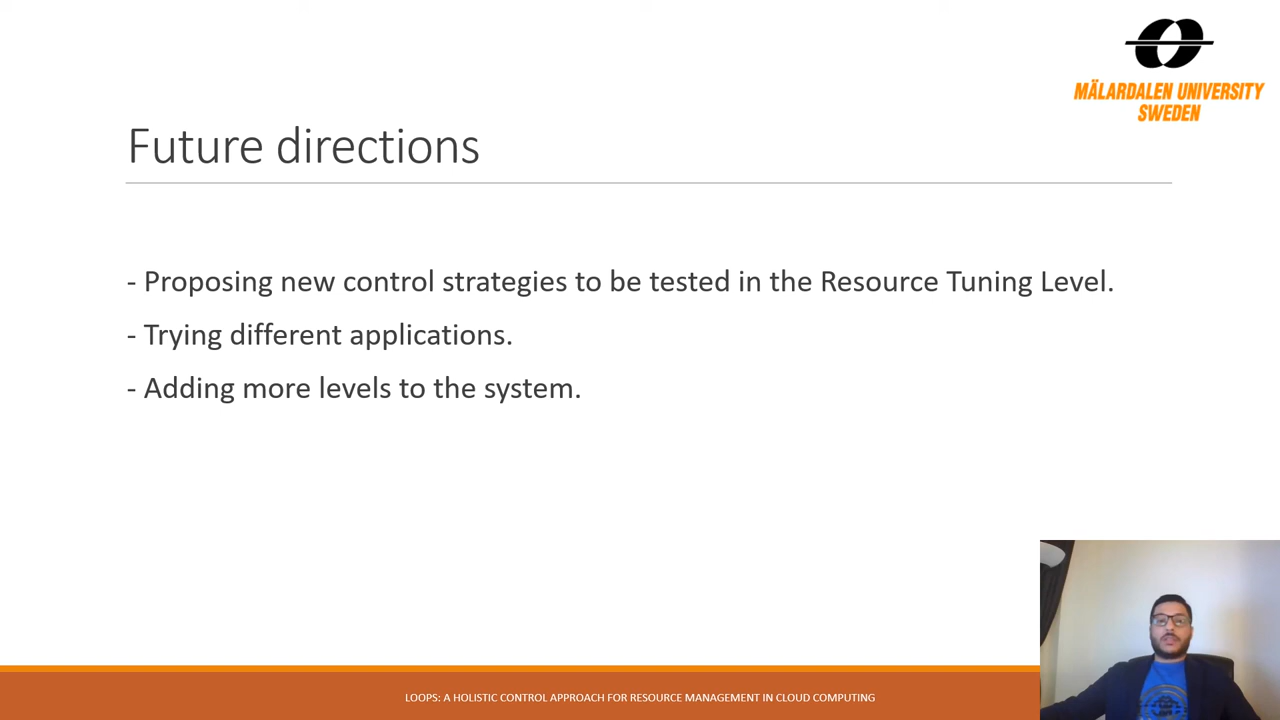 MÄLARDALEN UNIVERSITY
SWEDEN
Future directions
- Proposing new control strategies to be tested in the Resource Tuning Level.
- Trying different applications.
- Adding more levels to the system.
LOOPS: A HOLISTIC CONTROL APPROACH FOR RESOURCE MANAGEMENT IN CLOUD COMPUTING